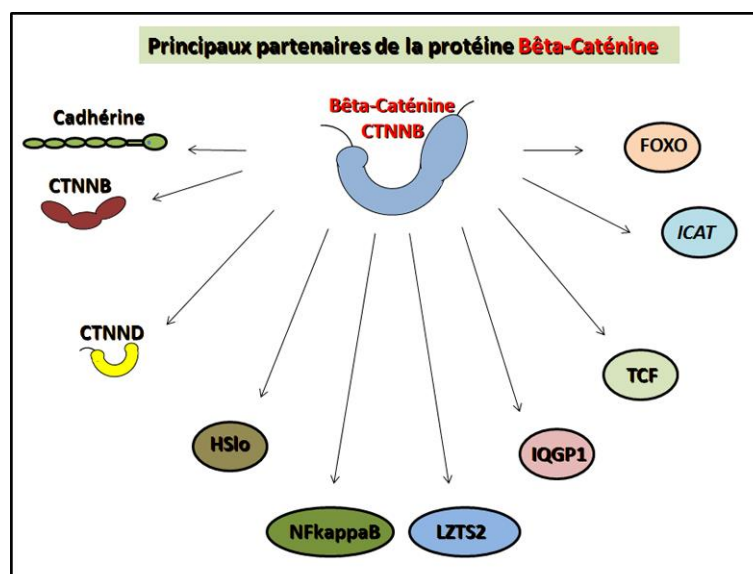 Principaux partenaires de la protéine Bêta-Caténine
Bêta-Caténine
CTNNB
Cadhérine
CTNNB
CTNND
HSlo
NFkappaB
LZTS2
IQGP1
TCF
ICAT
FOXO